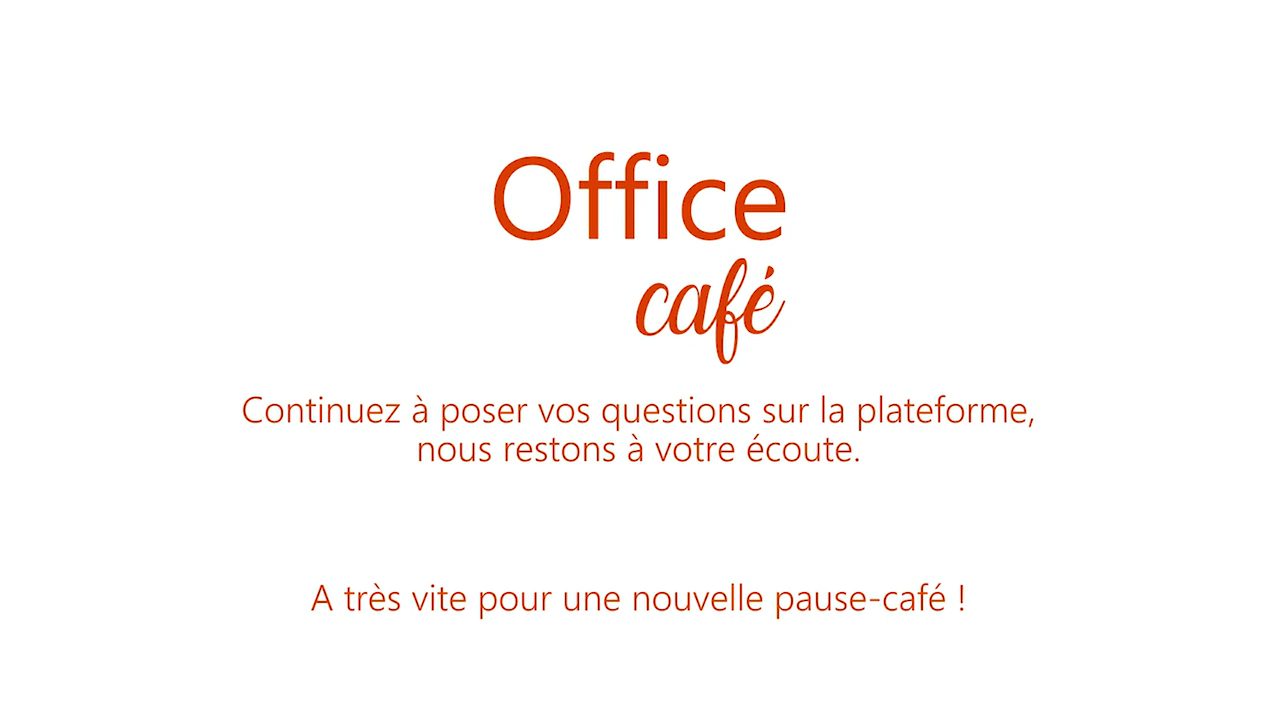 Office
café
Continuez à poser vos questions sur la plateforme,
nous restons à votre écoute.
A très vite pour une nouvelle pause-café !